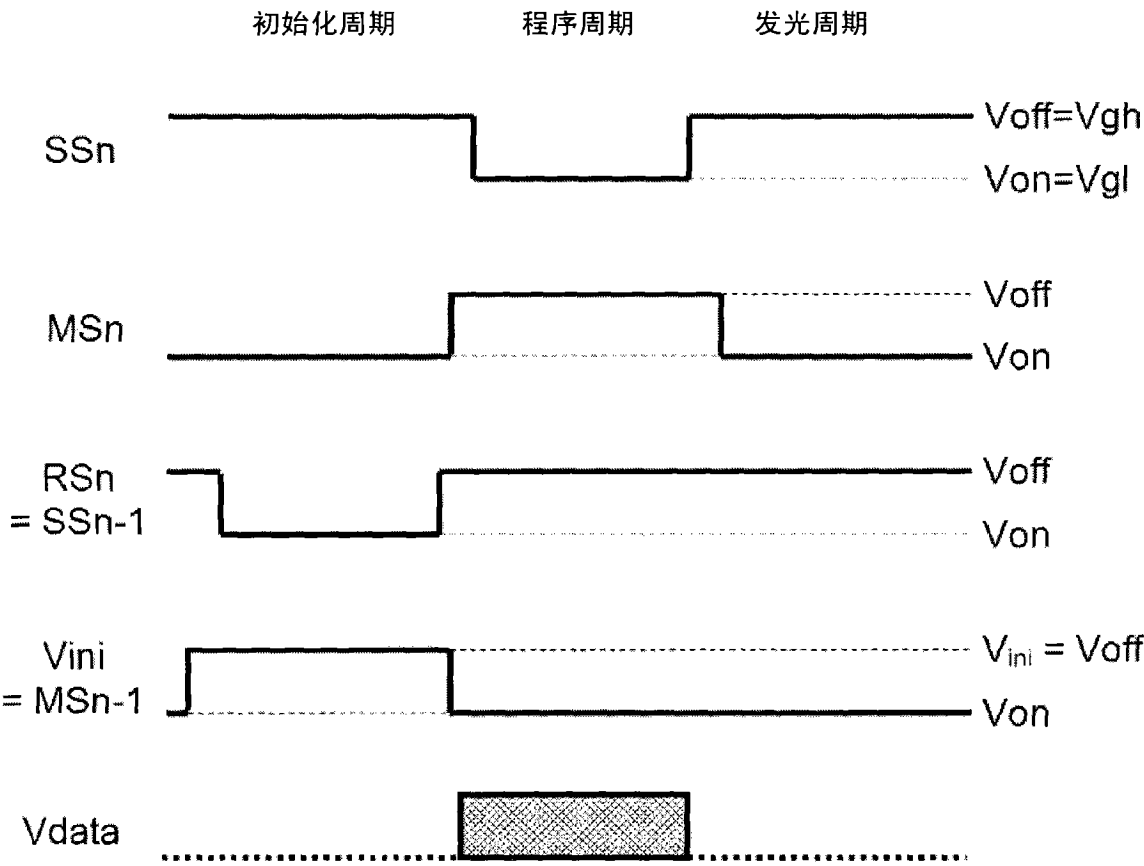 初始化周期 程序周期 发光周期
SSn
Voff=Vgh
Von=Vgl
MSn
Voff
Von
RSn
= SSn-1
Voff
Von
Vini
= MSn-1
Vini = Voff
Von
Vdata